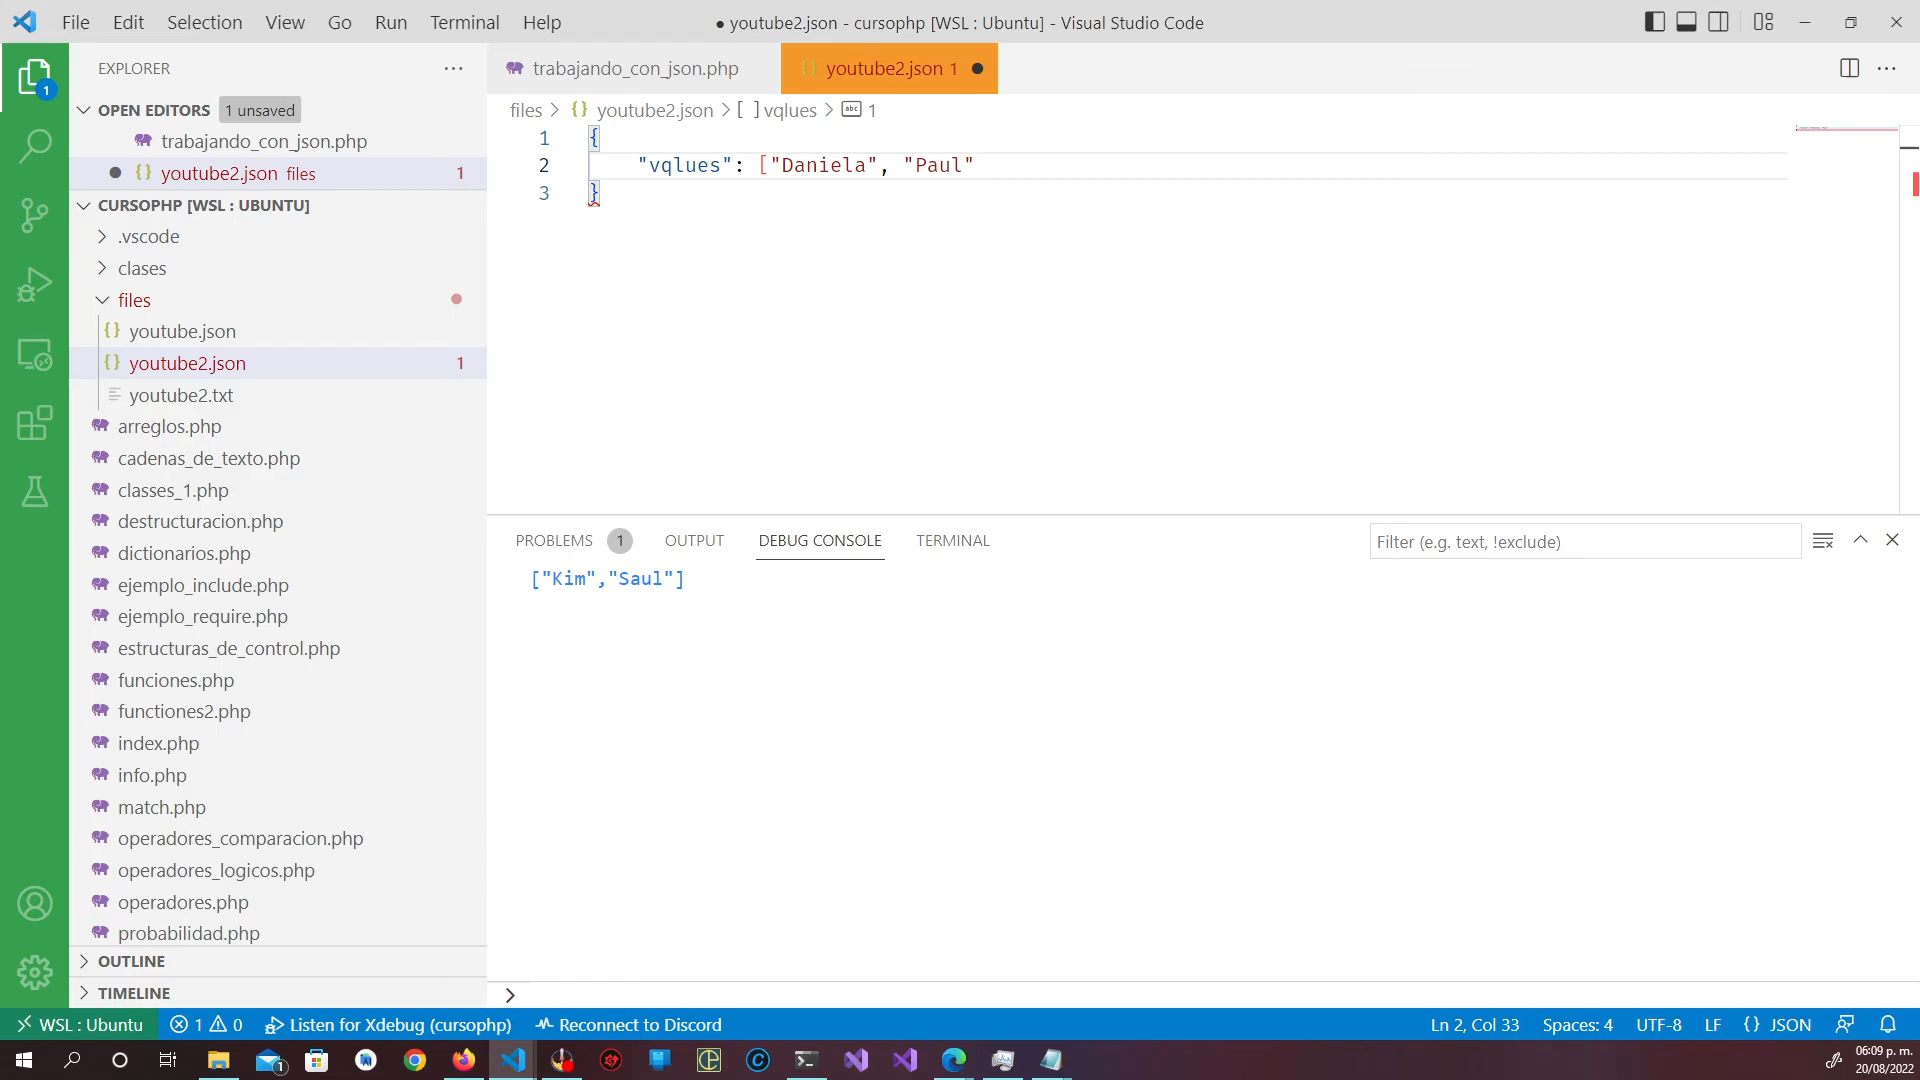 File Edit Selection View Go Run Terminal Help
● youtube2.json - cursophp [WSL : Ubuntu] - Visual Studio Code
EXPLORER
OPEN EDITORS 1 unsaved
trabajando_con_json.php
youtube2.json files 1
CURSOPHP [WSL : UBUNTU]
.vscode
clases
files
youtube.json
youtube2.json 1
youtube2.txt
arreglos.php
cadenas_de_texto.php
classes_1.php
destructuracion.php
dictionarios.php
ejemplo_include.php
ejemplo_require.php
estructuras_de_control.php
funciones.php
functiones2.php
index.php
info.php
match.php
operadores_comparacion.php
operadores_logicos.php
operadores.php
probabilidad.php
OUTLINE
TIMELINE
trabajando_con_json.php
youtube2.json 1
files > {} youtube2.json > [ ] vqlues > abc 1
1 {
2 "vqlues": ["Daniela", "Paul"
3 }
PROBLEMS 1 OUTPUT DEBUG CONSOLE TERMINAL
Filter (e.g. text, !exclude)
["Kim","Saul"]
WSL : Ubuntu 1 0 Listen for Xdebug (cursophp) Reconnect to Discord
Ln 2, Col 33 Spaces: 4 UTF-8 LF {} JSON
06:09 p. m.
20/08/2022